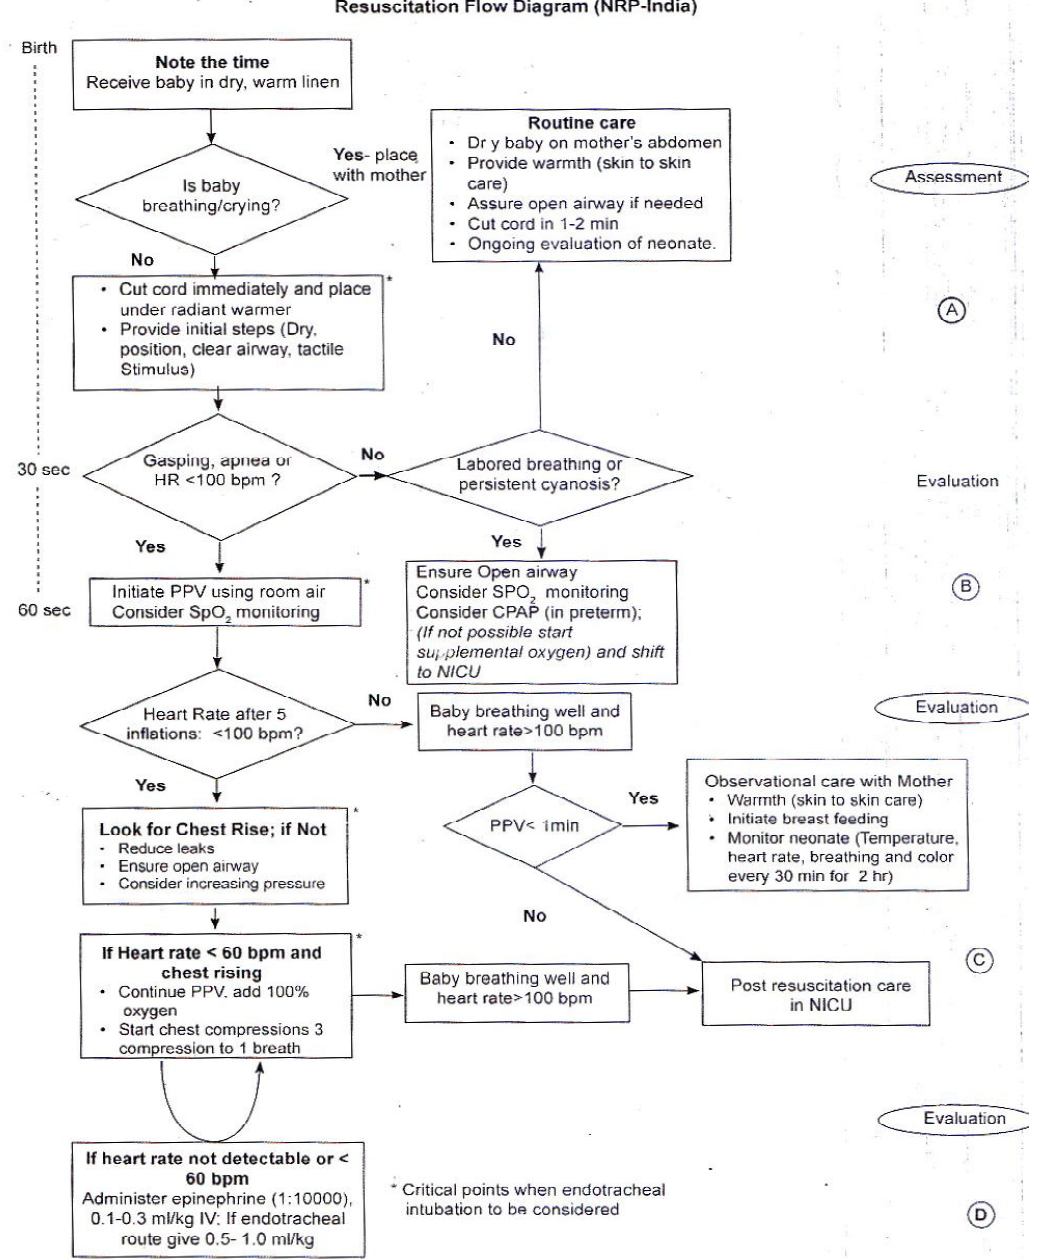 Resuscitation Flow Diagram (NRP-India)
Birth
Note the time
Receive baby in dry, warm linen
Is baby
breathing/crying?
Yes- place
with mother
Routine care
• Dry baby on mother's abdomen
• Provide warmth (skin to skin
care)
• Assure open airway if needed
• Cut cord in 1-2 min
• Ongoing evaluation of neonate.
Assessment
No
• Cut cord immediately and place
under radiant warmer
• Provide initial steps (Dry,
position, clear airway, tactile
Stimulus)
*
No
A
30 sec
Gasping, apnea or
HR <100 bpm ?
No
Labored breathing or
persistent cyanosis?
Evaluation
Yes
Yes
60 sec
Initiate PPV using room air
Consider SpO2 monitoring
*
Ensure Open airway
Consider SPO2 monitoring
Consider CPAP (in preterm);
(If not possible start
supplemental oxygen) and shift
to NICU
B
Heart Rate after 5
inflations: <100 bpm?
No
Baby breathing well and
heart rate>100 bpm
Evaluation
Yes
PPV< 1min
Yes
Observational care with Mother
• Warmth (skin to skin care)
• Initiate breast feeding
• Monitor neonate (Temperature,
heart rate, breathing and color
every 30 min for 2 hr)
Look for Chest Rise; if Not
- Reduce leaks
• Ensure open airway
• Consider increasing pressure
*
No
If Heart rate < 60 bpm and
chest rising
• Continue PPV. add 100%
oxygen
• Start chest compressions 3
compression to 1 breath
*
Baby breathing well and
heart rate>100 bpm
Post resuscitation care
in NICU
C
Evaluation
If heart rate not detectable or <
60 bpm
Administer epinephrine (1:10000),
0.1-0.3 ml/kg IV: If endotracheal
route give 0.5- 1.0 ml/kg
* Critical points when endotracheal
intubation to be considered
D